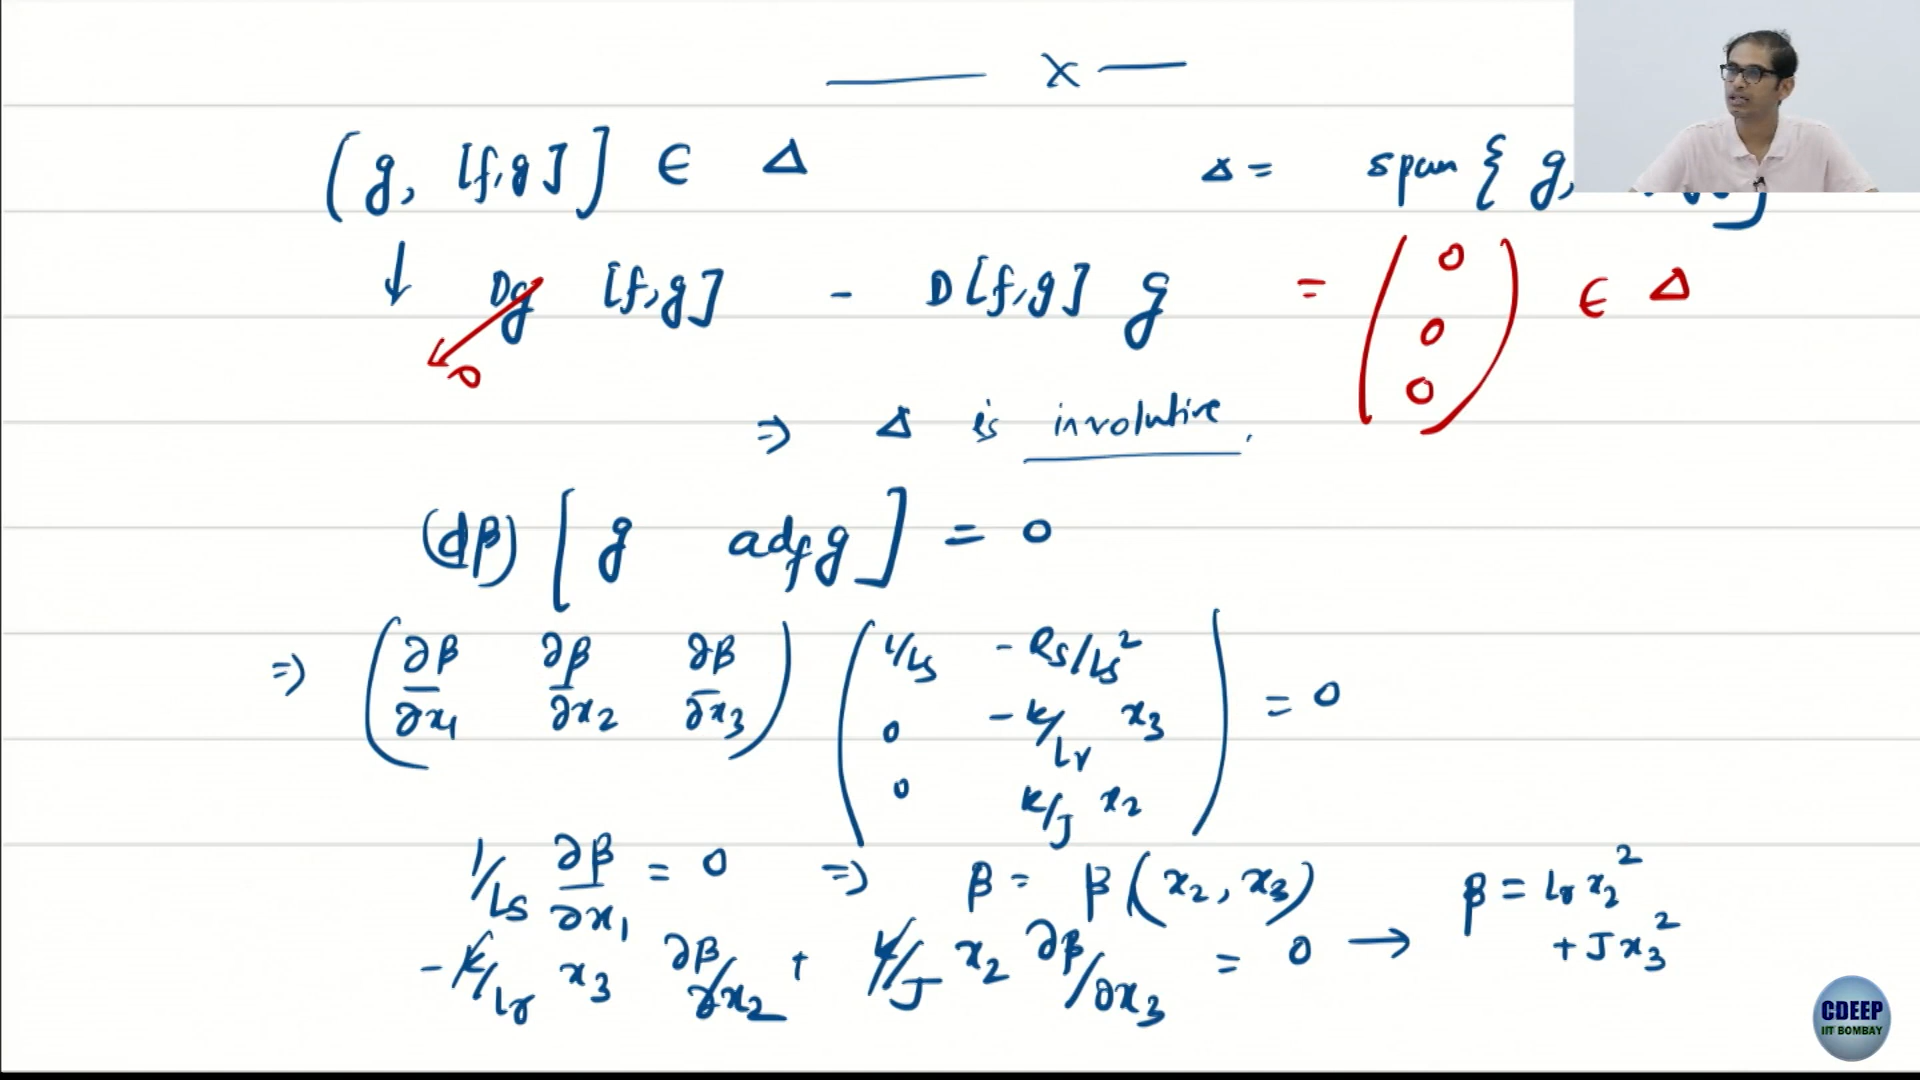 —— x ——
[g, [f,g]] ∈ Δ        Δ = span { g,
↓ Dg [f,g] - D[f,g] g = ( 0 0 0 ) ∈ Δ
0
⇒ Δ is involutive.
(dβ) [ g  ad_f g ] = 0
⇒ ( ∂β/∂x₁  ∂β/∂x₂  ∂β/∂x₃ ) ( 1/Ls  - Rs/Ls² ; 0  - k/Lr x₃ ; 0  k/J x₂ ) = 0
1/Ls ∂β/∂x₁ = 0 ⇒ β = β(x₂, x₃)        β = Lr x₂² + J x₃²
- k/Lr x₃ ∂β/∂x₂ + k/J x₂ ∂β/∂x₃ = 0 →
CDEEP
IIT BOMBAY